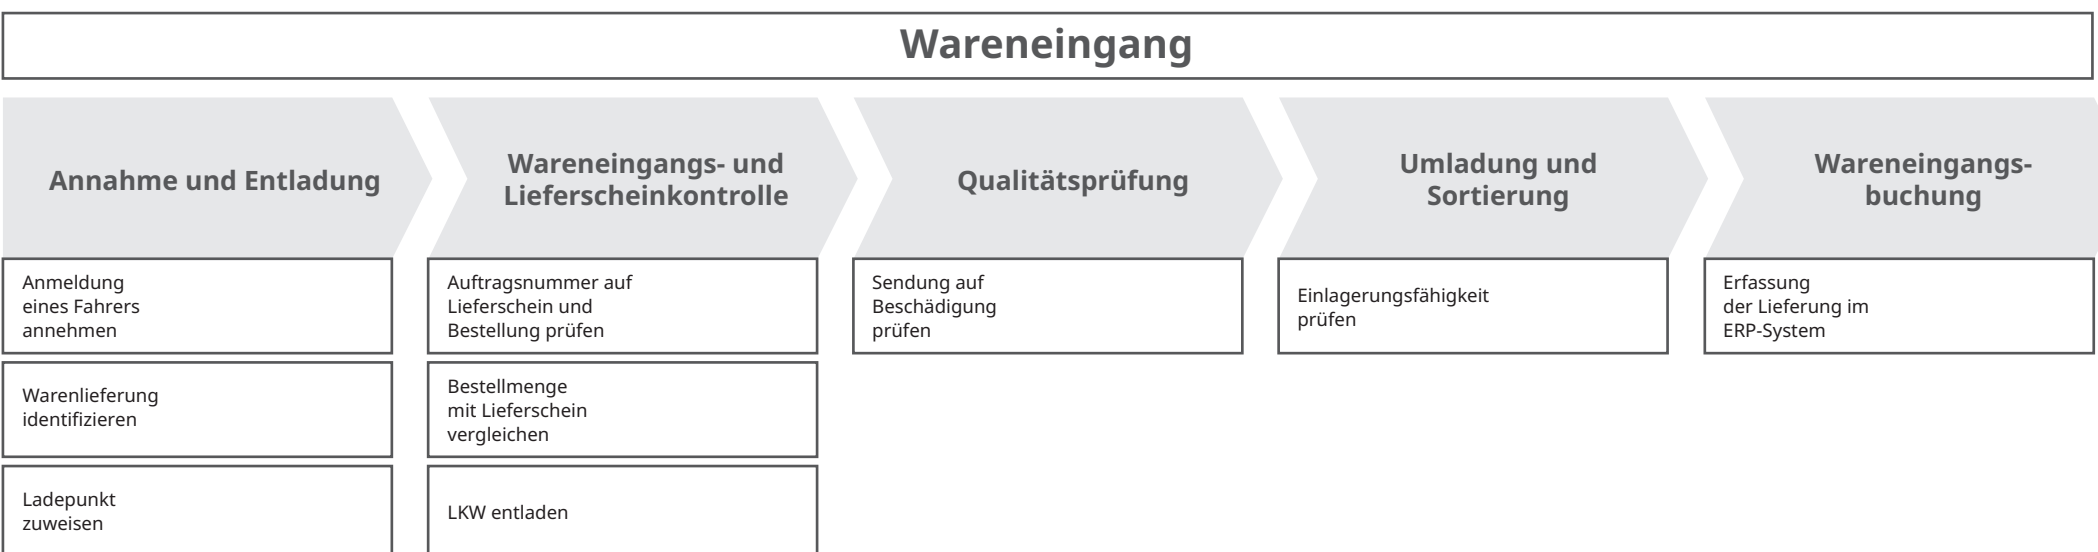 Wareneingang
Annahme und Entladung
Wareneingangs- und
Lieferscheinkontrolle
Qualitätsprüfung
Umladung und
Sortierung
Wareneingangs-
buchung
Anmeldung
eines Fahrers
annehmen
Auftragsnummer auf
Lieferschein und
Bestellung prüfen
Sendung auf
Beschädigung
prüfen
Einlagerungsfähigkeit
prüfen
Erfassung
der Lieferung im
ERP-System
Warenlieferung
identifizieren
Bestellmenge
mit Lieferschein
vergleichen
Ladepunkt
zuweisen
LKW entladen